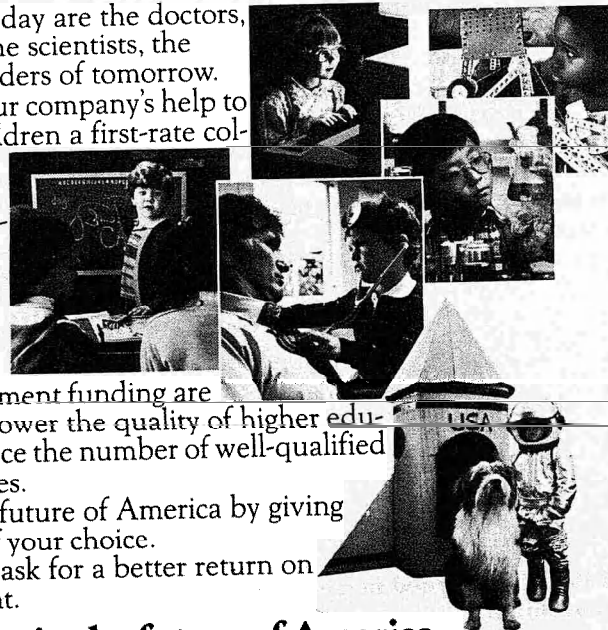 day are the doctors,
scientists, the
ders of tomorrow.
company's help to
dren a first-rate col-
ment funding are
ower the quality of higher edu-
ce the number of well-qualified
es.
future of America by giving
your choice.
ask for a better return on
USA